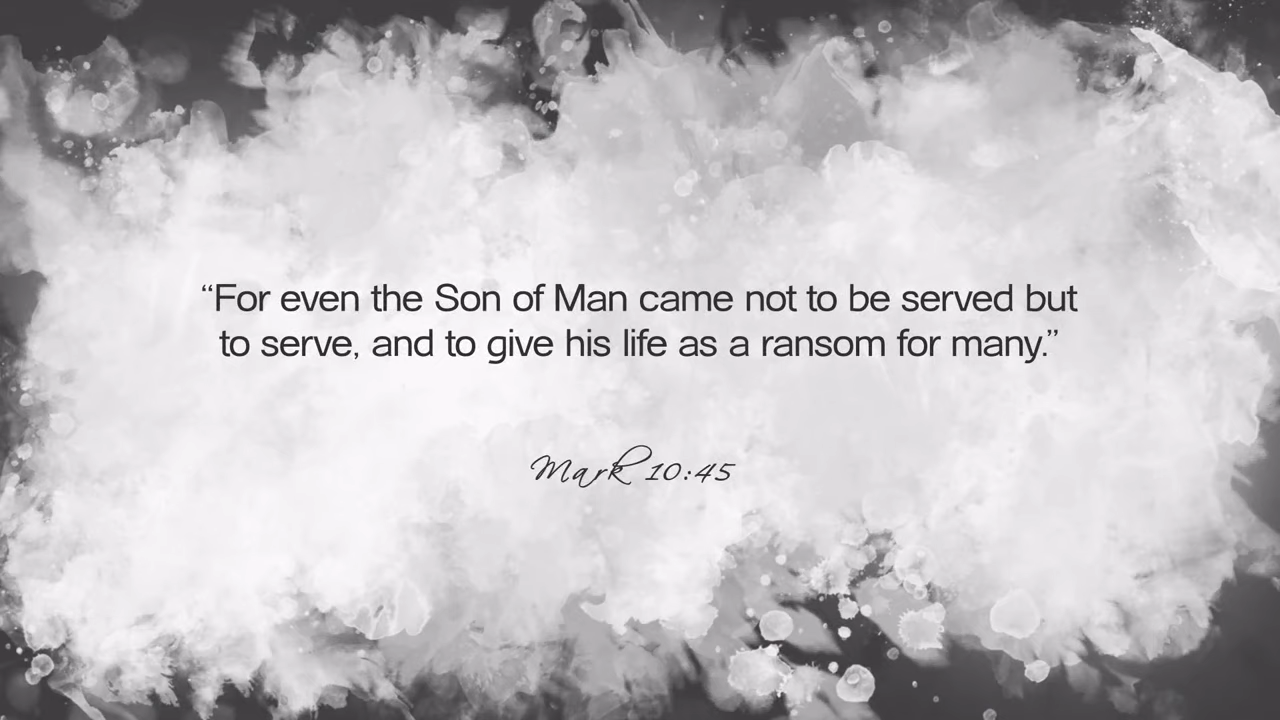 “For even the Son of Man came not to be served but
to serve, and to give his life as a ransom for many.”
Mark 10:45